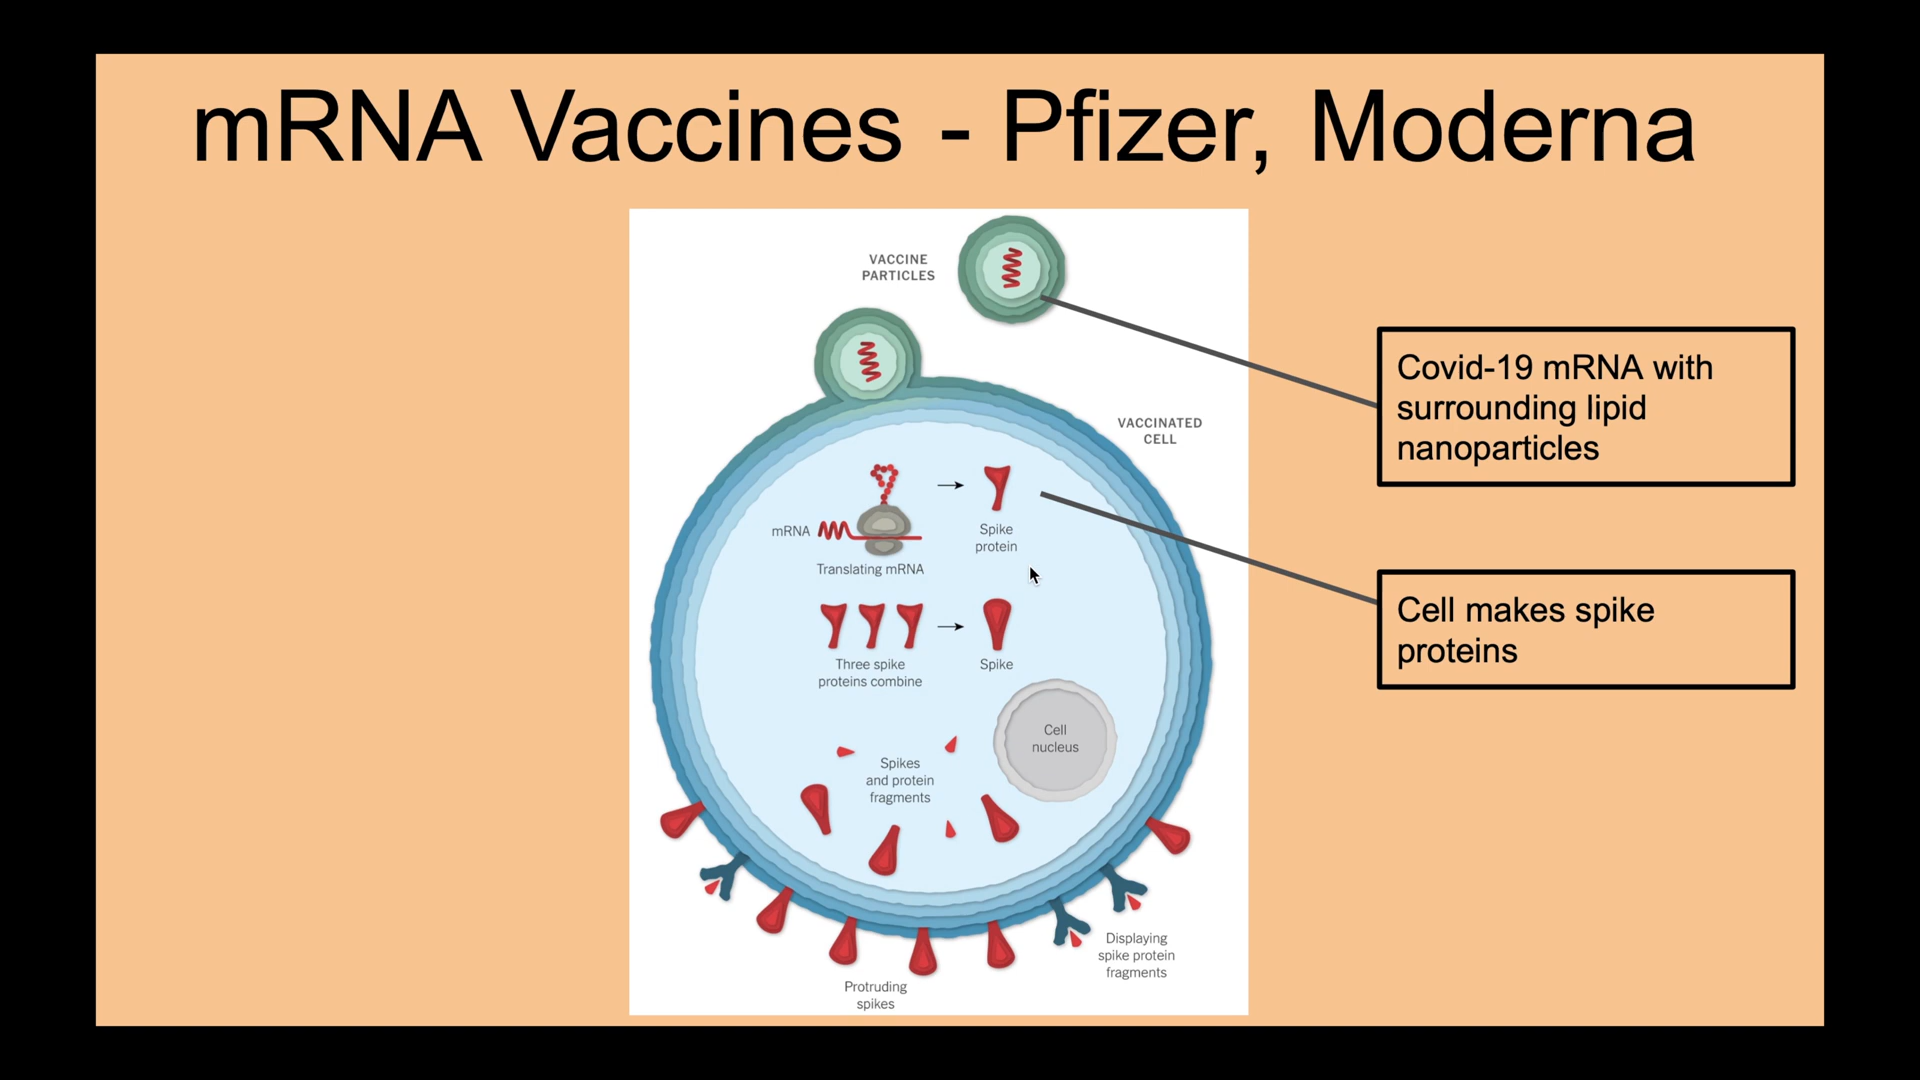 mRNA Vaccines - Pfizer, Moderna
VACCINE
PARTICLES
Covid-19 mRNA with
surrounding lipid
nanoparticles
VACCINATED
CELL
mRNA
Translating mRNA
Spike
protein
Cell makes spike
proteins
Three spike
proteins combine
Spike
Cell
nucleus
Spikes
and protein
fragments
Displaying
spike protein
fragments
Protruding
spikes